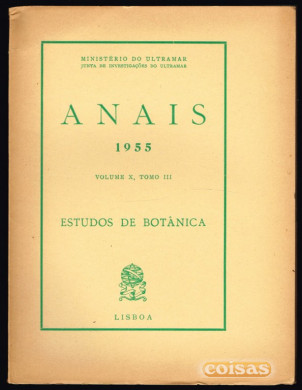 MINISTÉRIO DO ULTRAMAR
JUNTA DE INVESTIGAÇÕES DO ULTRAMAR
ANAIS
1955
VOLUME X, TOMO III
ESTUDOS DE BOTÂNICA
LISBOA
coisas